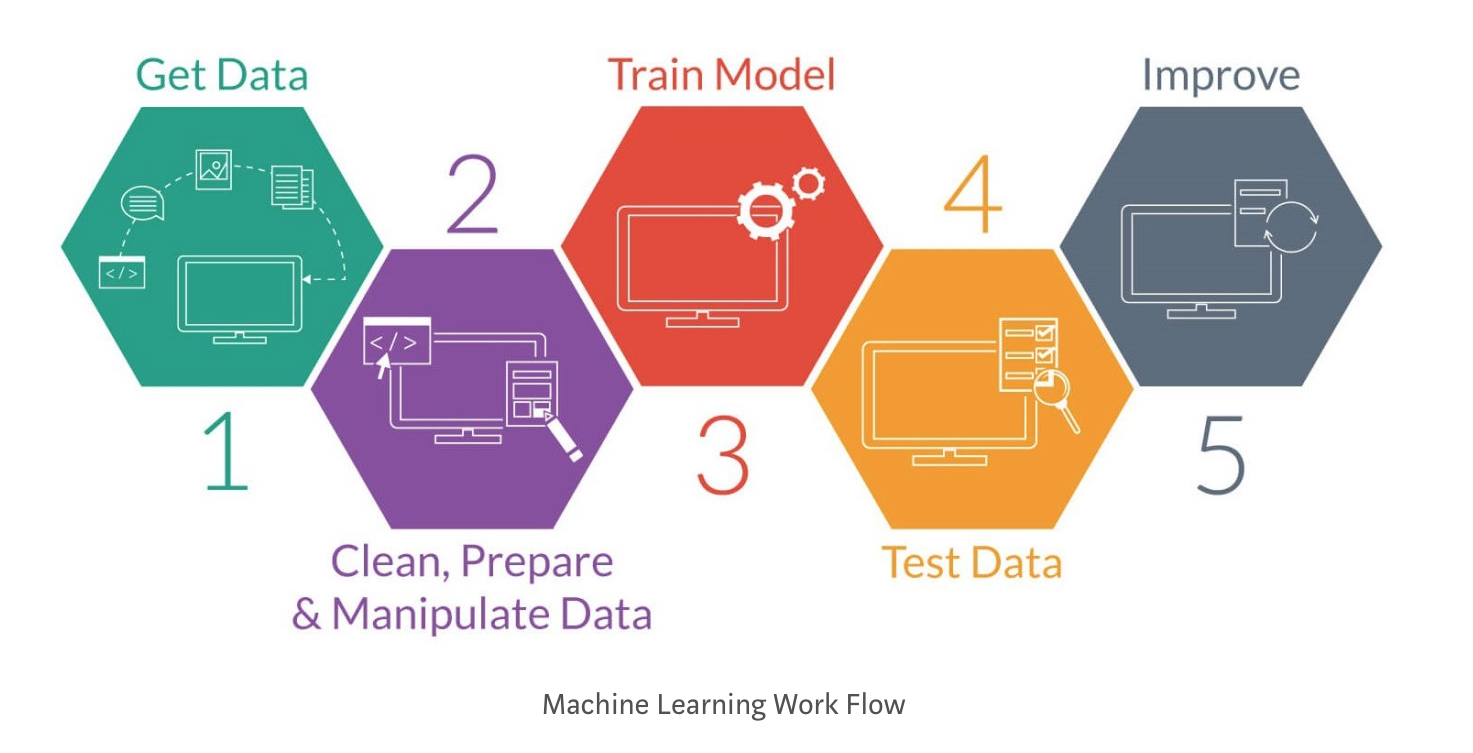 Get Data
1
2
Clean, Prepare
& Manipulate Data
Train Model
3
4
Test Data
Improve
5
</>
</>
Machine Learning Work Flow